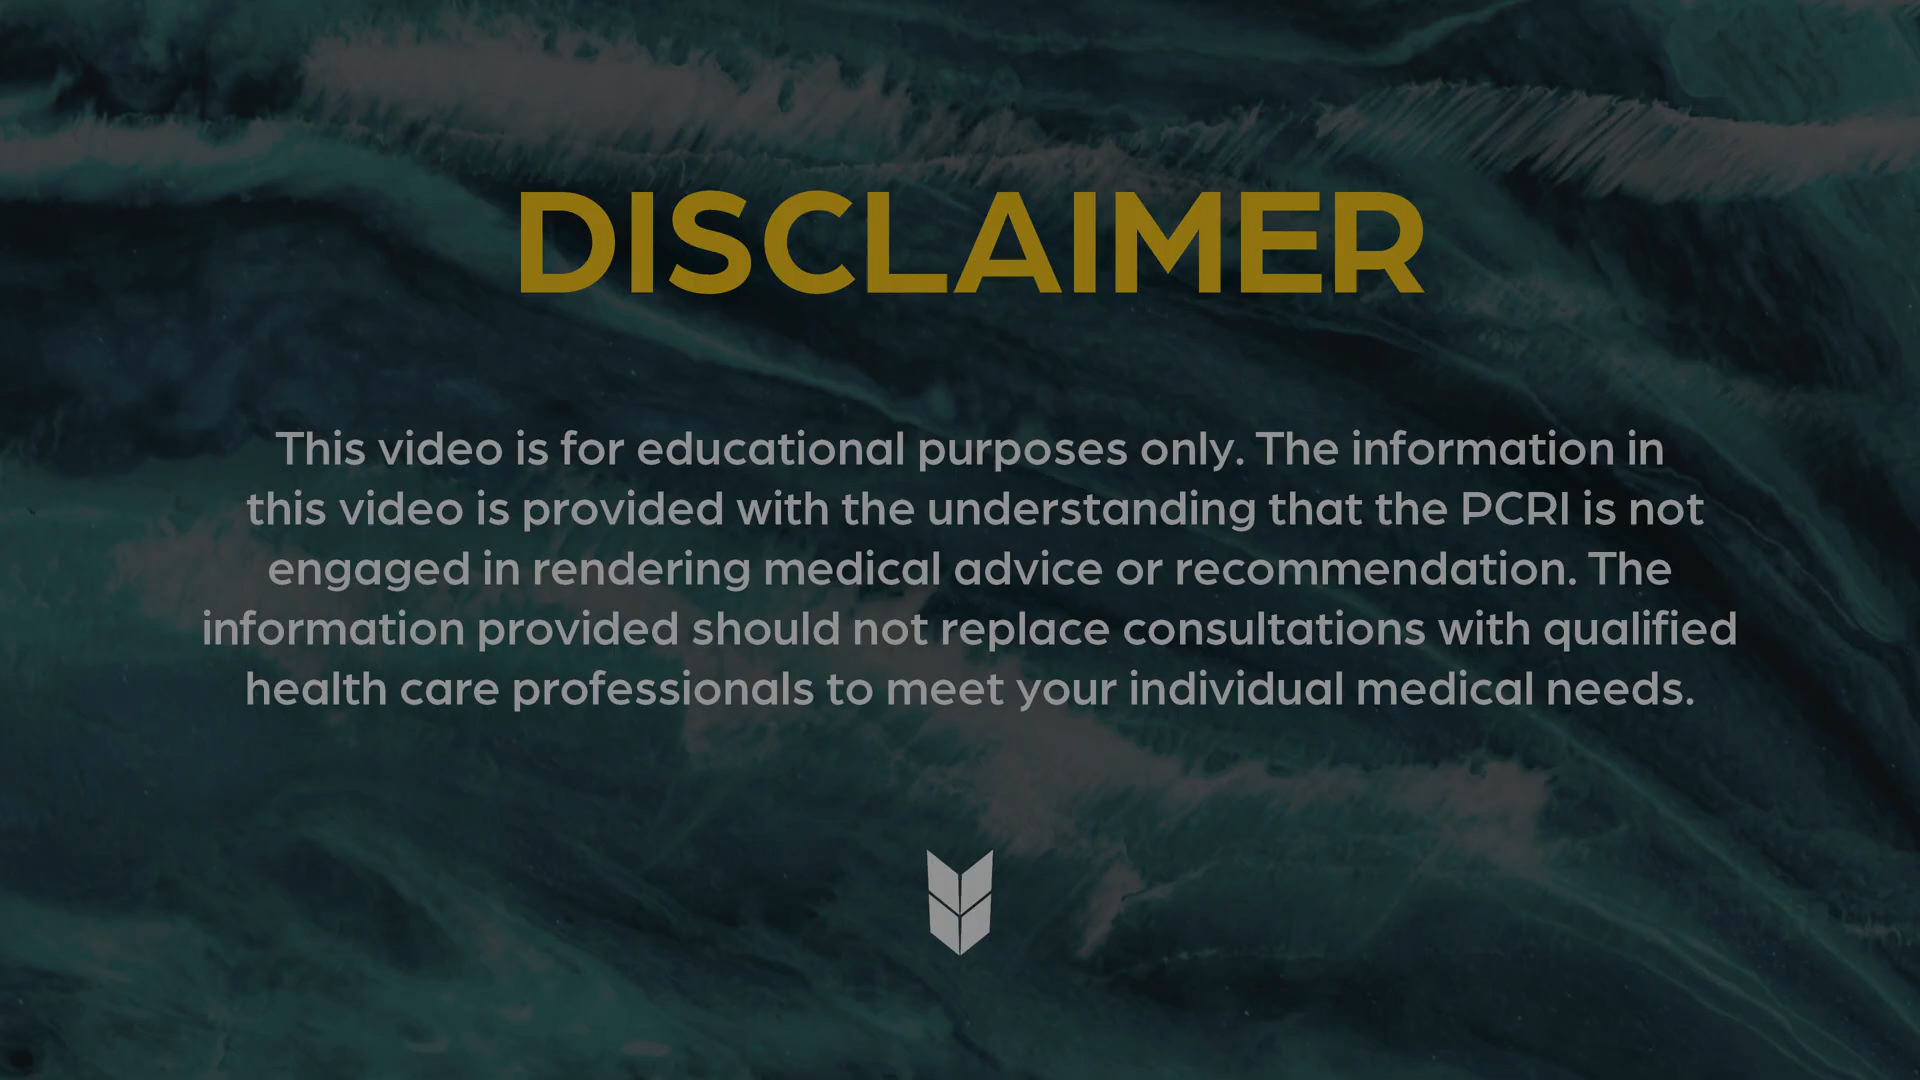 DISCLAIMER
This video is for educational purposes only. The information in
this video is provided with the understanding that the PCRI is not
engaged in rendering medical advice or recommendation. The
information provided should not replace consultations with qualified
health care professionals to meet your individual medical needs.